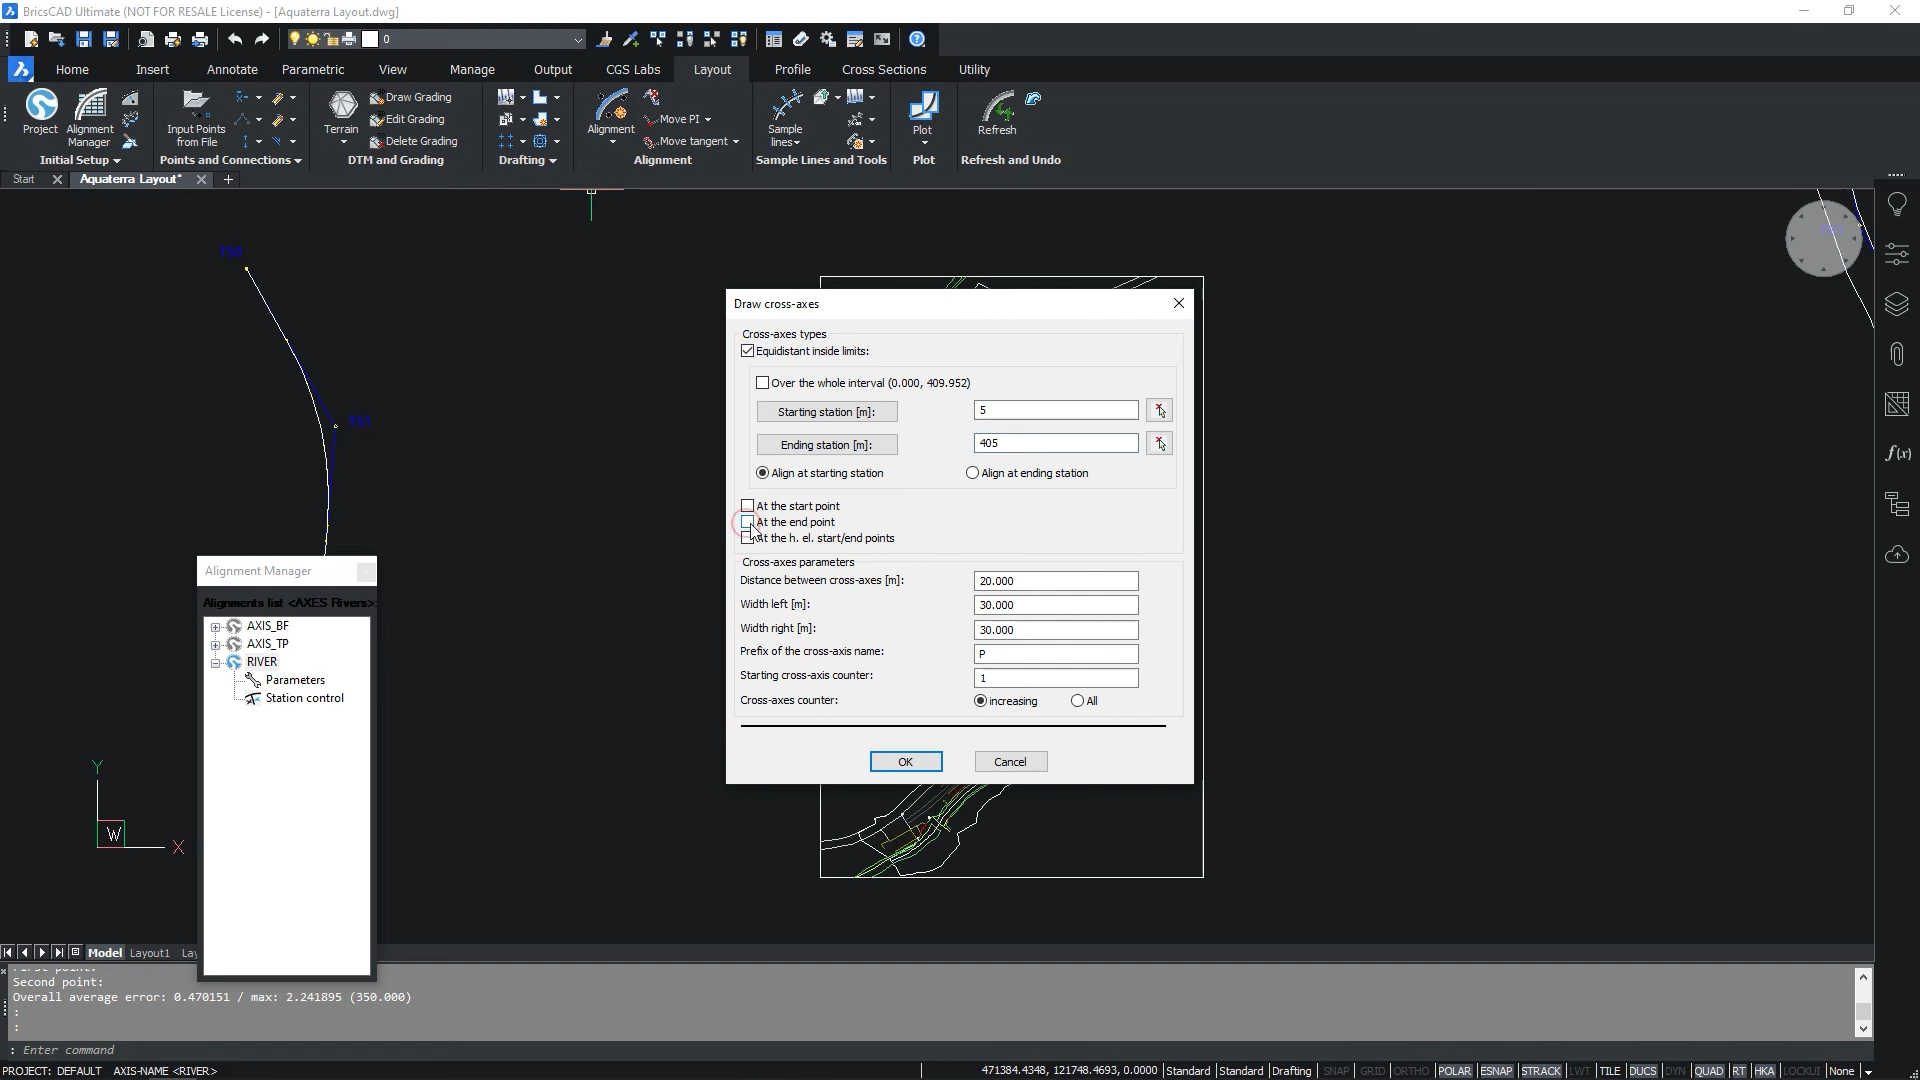 BricsCAD Ultimate (NOT FOR RESALE License) - [Aquaterra Layout.dwg]
0
Home Insert Annotate Parametric View Manage Output CGS Labs Layout Profile Cross Sections Utility
Project
Alignment Manager
Initial Setup
Input Points from File
Points and Connections
Terrain
Draw Grading
Edit Grading
Delete Grading
DTM and Grading
Drafting
Alignment
Move PI
Move tangent
Alignment
Sample lines
Sample Lines and Tools
Plot
Plot
Refresh
Refresh and Undo
Start
Aquaterra Layout*
TS0
TS1
Draw cross-axes
Cross-axes types
Equidistant inside limits:
Over the whole interval (0.000, 409.952)
Starting station [m]: 5
Ending station [m]: 405
Align at starting station Align at ending station
At the start point
At the end point
At the h. el. start/end points
Cross-axes parameters
Distance between cross-axes [m]: 20.000
Width left [m]: 30.000
Width right [m]: 30.000
Prefix of the cross-axis name: P
Starting cross-axis counter: 1
Cross-axes counter: increasing All
OK Cancel
Alignment Manager
Alignments list <AXES Rivers>:
AXIS_BF
AXIS_TP
RIVER
Parameters
Station control
Y
W
X
Model Layout1
Second point:
Overall average error: 0.470151 / max: 2.241895 (350.000)
:
:
: Enter command
PROJECT: DEFAULT AXIS-NAME <RIVER>
471384.4348, 121748.4693, 0.0000 Standard Standard Drafting SNAP GRID ORTHO POLAR ESNAP STRACK LWT TILE DUCS DYN QUAD RT HKA LOCKUI None